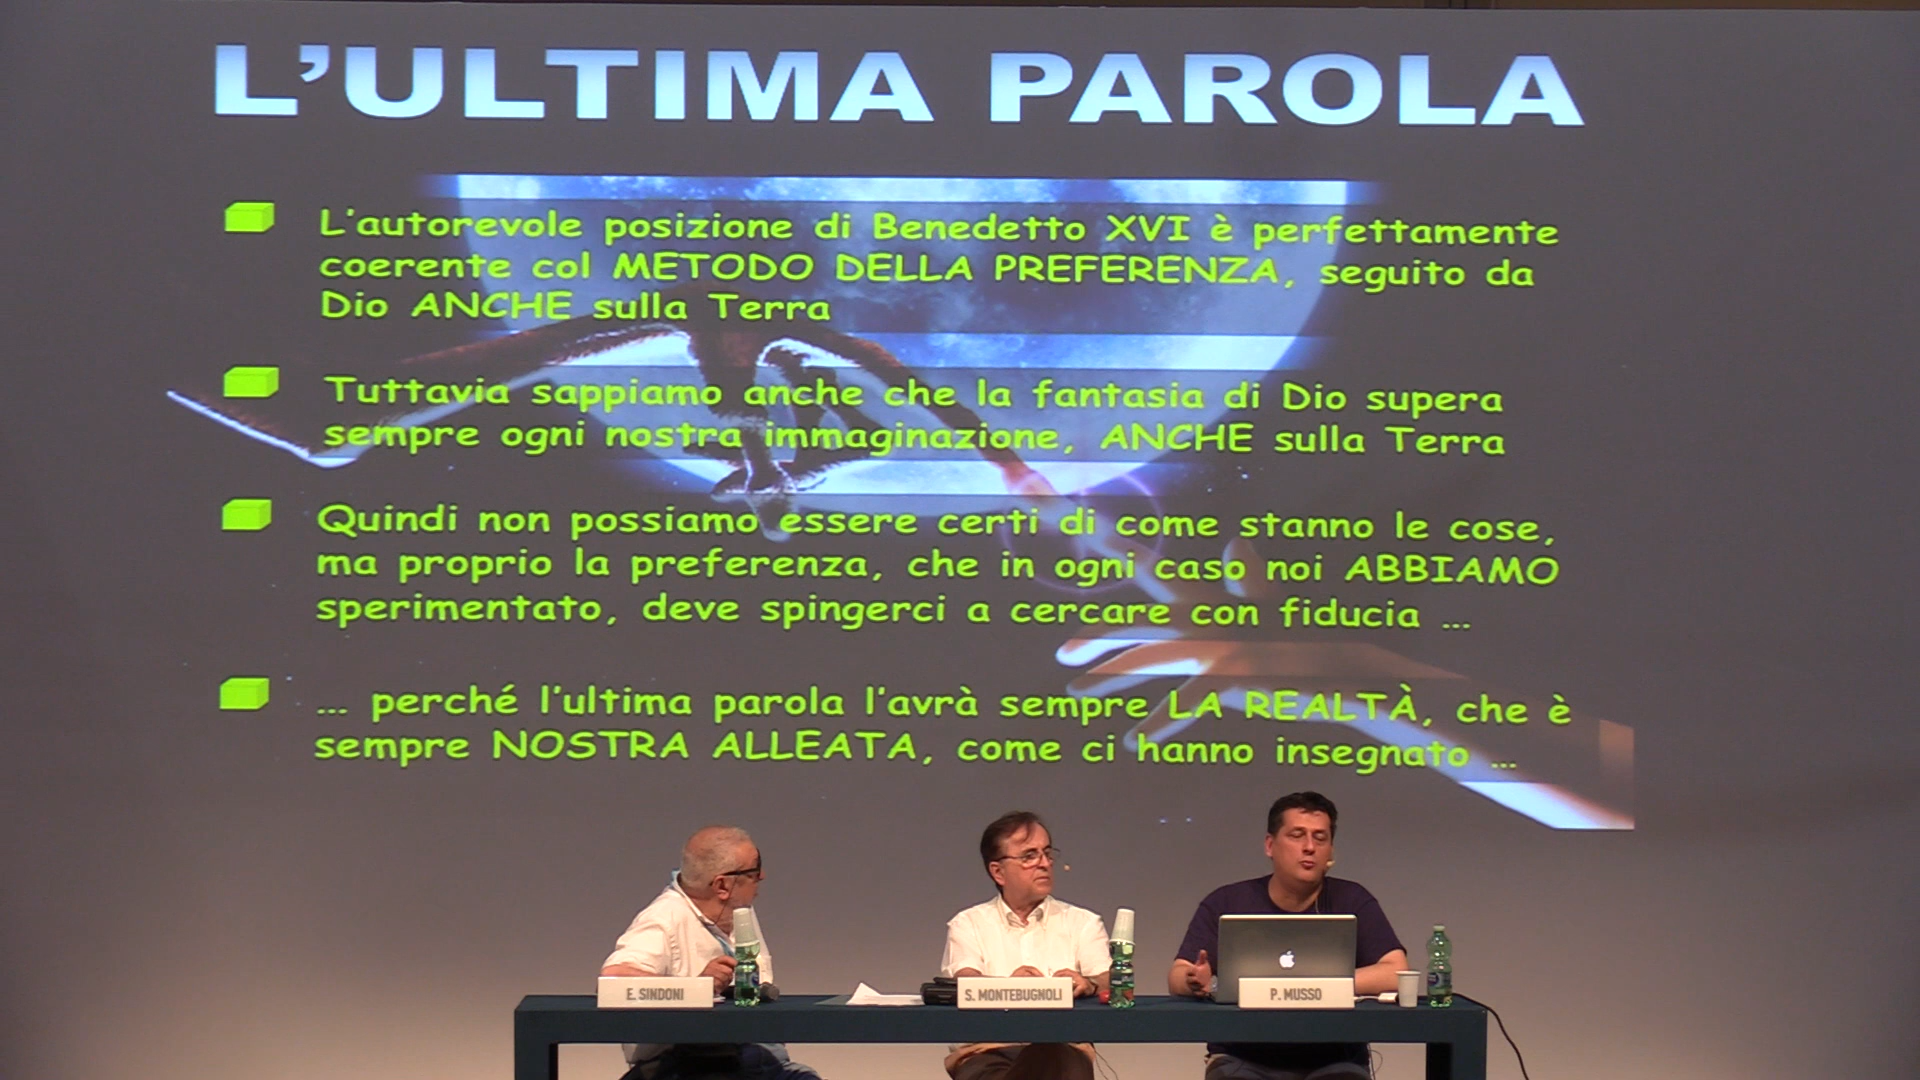 L'ULTIMA PAROLA
L'autorevole posizione di Benedetto XVI è perfettamente
coerente col METODO DELLA PREFERENZA, seguito da
Dio ANCHE sulla Terra
Tuttavia sappiamo anche che la fantasia di Dio supera
sempre ogni nostra immaginazione, ANCHE sulla Terra
Quindi non possiamo essere certi di come stanno le cose,
ma proprio la preferenza, che in ogni caso noi ABBIAMO
sperimentato, deve spingerci a cercare con fiducia ...
... perché l'ultima parola l'avrà sempre LA REALTÀ, che è
sempre NOSTRA ALLEATA, come ci hanno insegnato ...
E. SINDONI
S. MONTEBUGNOLI
P. MUSSO